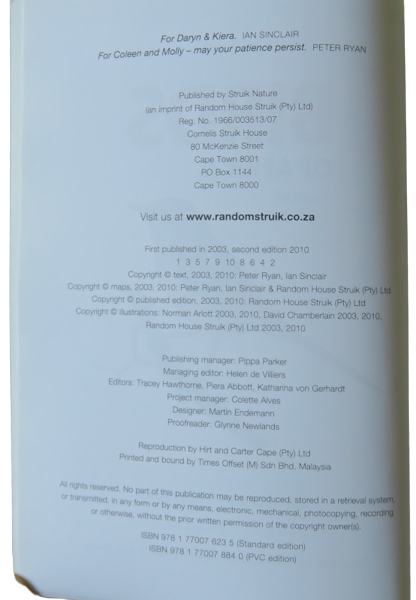 For Daryn & Kiera. IAN SINCLAIR
For Coleen and Molly – may your patience persist. PETER RYAN
Published by Struik Nature
(an imprint of Random House Struik (Pty) Ltd)
Reg. No. 1966/003513/07
Cornelis Struik House
80 McKenzie Street
Cape Town 8001
PO Box 1144
Cape Town 8000
Visit us at www.randomstruik.co.za
First published in 2003, second edition 2010
1 3 5 7 9 10 8 6 4 2
Copyright © text, 2003, 2010: Peter Ryan, Ian Sinclair
Copyright © maps, 2003, 2010: Peter Ryan, Ian Sinclair & Random House Struik (Pty) Ltd
Copyright © published edition, 2003, 2010: Random House Struik (Pty) Ltd
Copyright © illustrations: Norman Arlott 2003, 2010, David Chamberlain 2003, 2010,
Random House Struik (Pty) Ltd 2003, 2010
Publishing manager: Pippa Parker
Managing editor: Helen de Villiers
Editors: Tracey Hawthorne, Piera Abbott, Katharina von Gerhardt
Project manager: Colette Alves
Designer: Martin Endemann
Proofreader: Glynne Newlands
Reproduction by Hirt and Carter Cape (Pty) Ltd
Printed and bound by Times Offset (M) Sdn Bhd, Malaysia
All rights reserved. No part of this publication may be reproduced, stored in a retrieval system,
or transmitted, in any form or by any means, electronic, mechanical, photocopying, recording
or otherwise, without the prior written permission of the copyright owner(s).
ISBN 978 1 77007 623 5 (Standard edition)
ISBN 978 1 77007 884 0 (PVC edition)